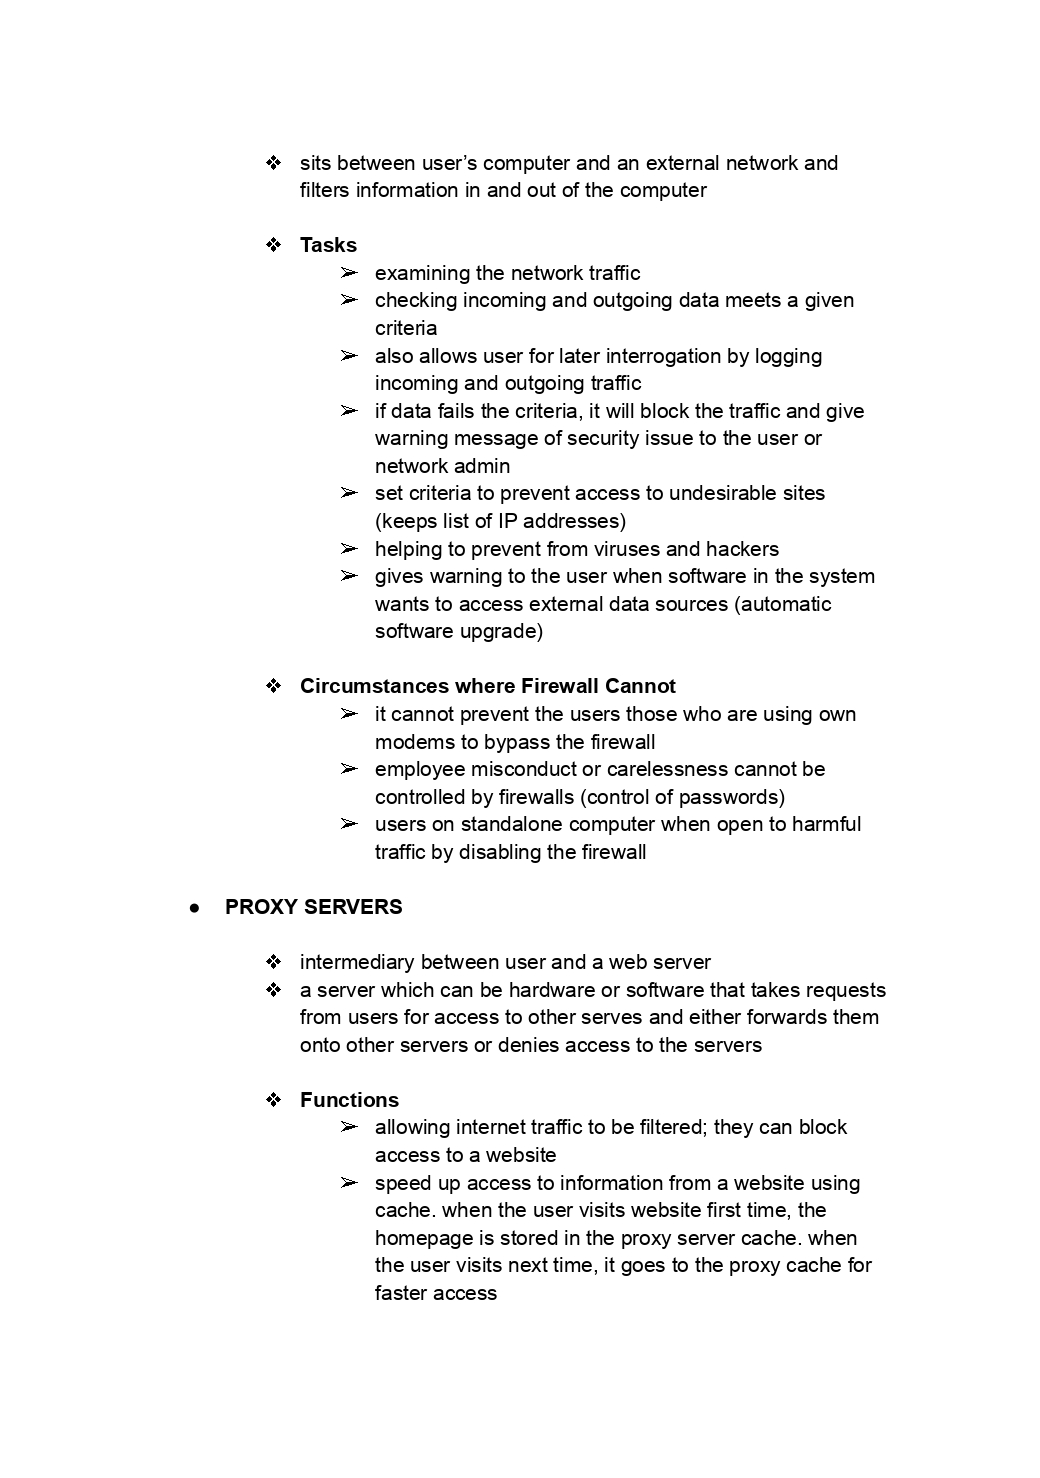 ❖ sits between user’s computer and an external network and
filters information in and out of the computer
❖ Tasks
➢ examining the network traffic
➢ checking incoming and outgoing data meets a given
criteria
➢ also allows user for later interrogation by logging
incoming and outgoing traffic
➢ if data fails the criteria, it will block the traffic and give
warning message of security issue to the user or
network admin
➢ set criteria to prevent access to undesirable sites
(keeps list of IP addresses)
➢ helping to prevent from viruses and hackers
➢ gives warning to the user when software in the system
wants to access external data sources (automatic
software upgrade)
❖ Circumstances where Firewall Cannot
➢ it cannot prevent the users those who are using own
modems to bypass the firewall
➢ employee misconduct or carelessness cannot be
controlled by firewalls (control of passwords)
➢ users on standalone computer when open to harmful
traffic by disabling the firewall
● PROXY SERVERS
❖ intermediary between user and a web server
❖ a server which can be hardware or software that takes requests
from users for access to other serves and either forwards them
onto other servers or denies access to the servers
❖ Functions
➢ allowing internet traffic to be filtered; they can block
access to a website
➢ speed up access to information from a website using
cache. when the user visits website first time, the
homepage is stored in the proxy server cache. when
the user visits next time, it goes to the proxy cache for
faster access